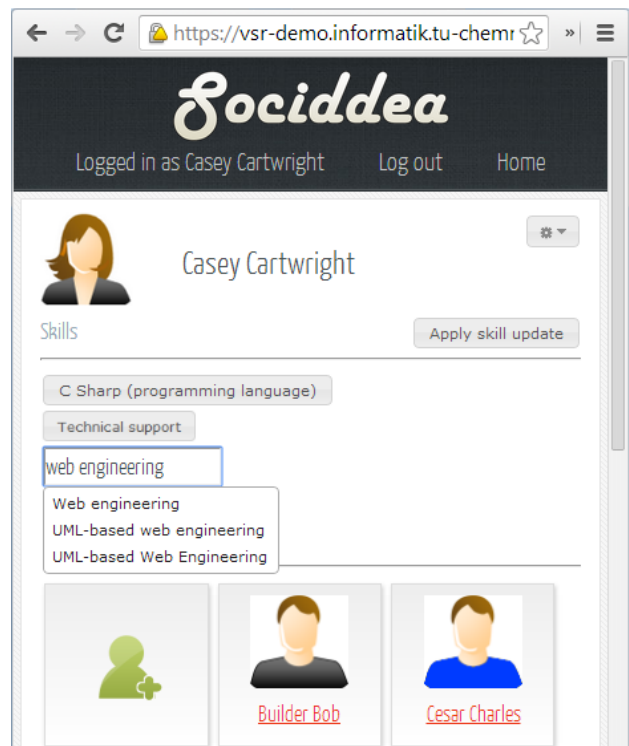 https://vsr-demo.informatik.tu-chemr
»
Sociddea
Logged in as Casey Cartwright Log out Home
Casey Cartwright
Skills
Apply skill update
C Sharp (programming language)
Technical support
web engineering
Web engineering
UML-based web engineering
UML-based Web Engineering
Builder Bob Cesar Charles